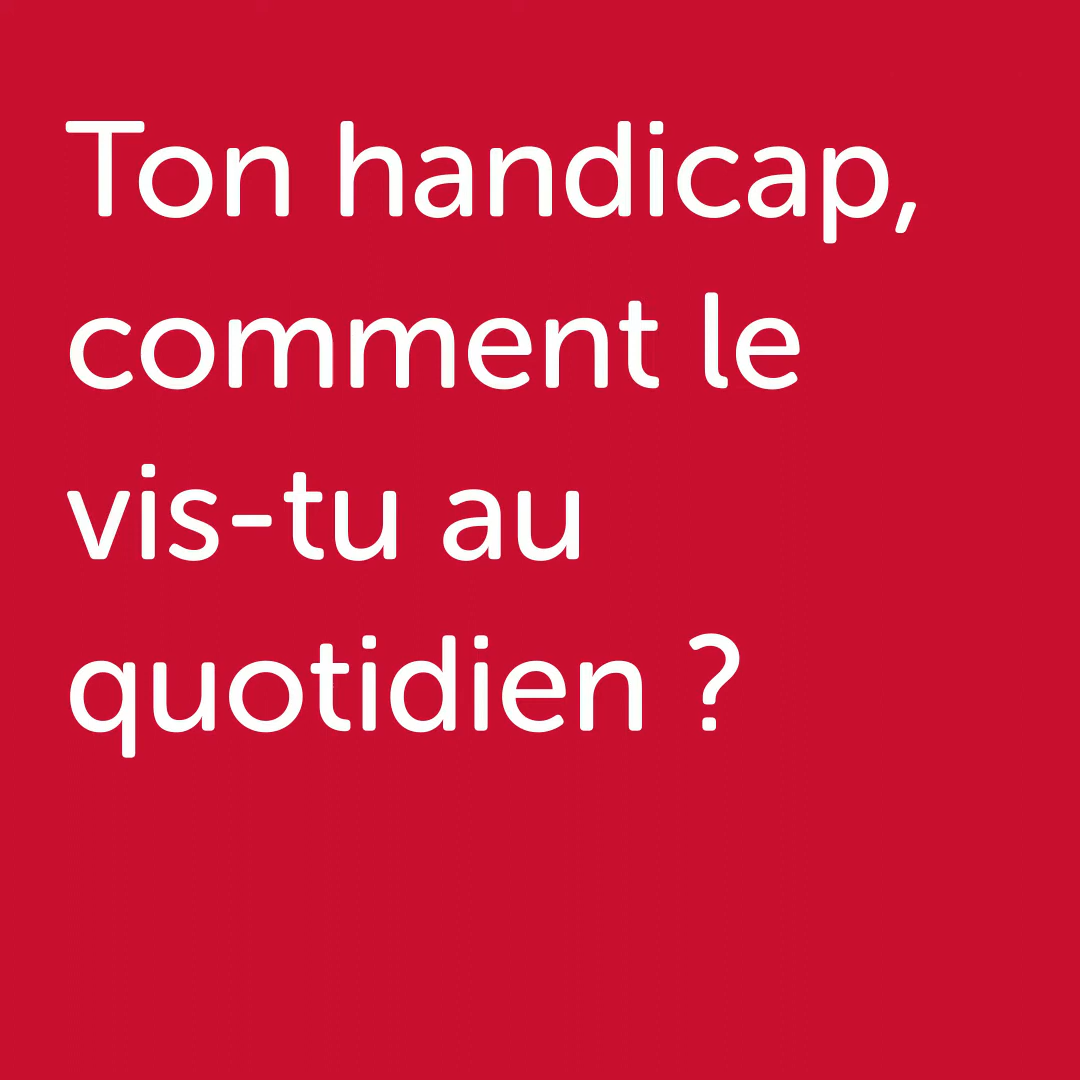 Ton handicap,
comment le
vis-tu au
quotidien ?